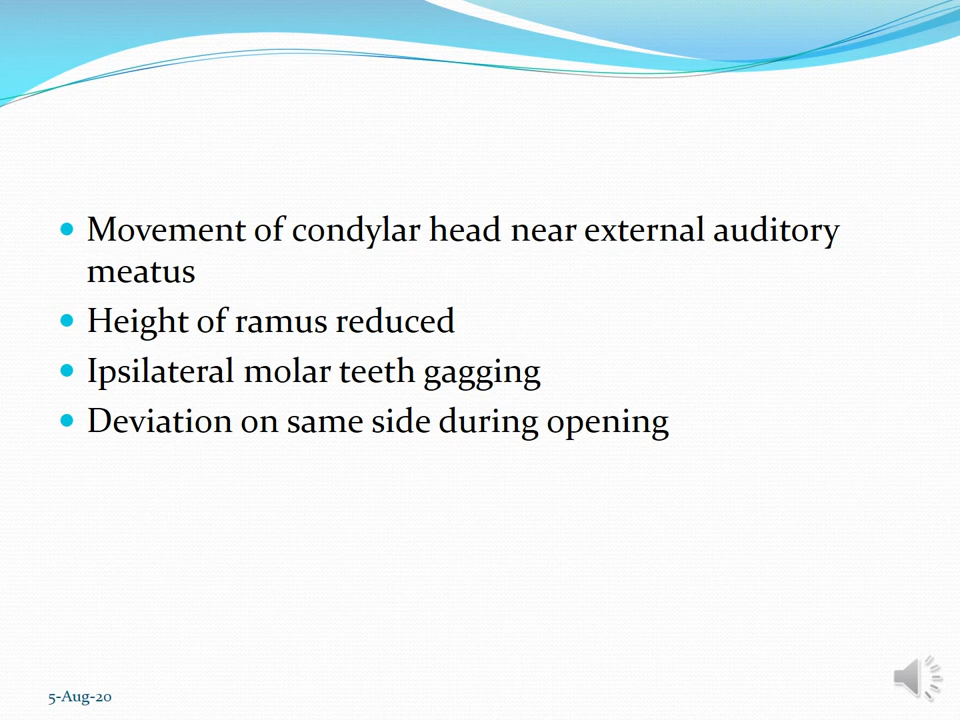 Movement of condylar head near external auditory
meatus
Height of ramus reduced
Ipsilateral molar teeth gagging
Deviation on same side during opening
5-Aug-20